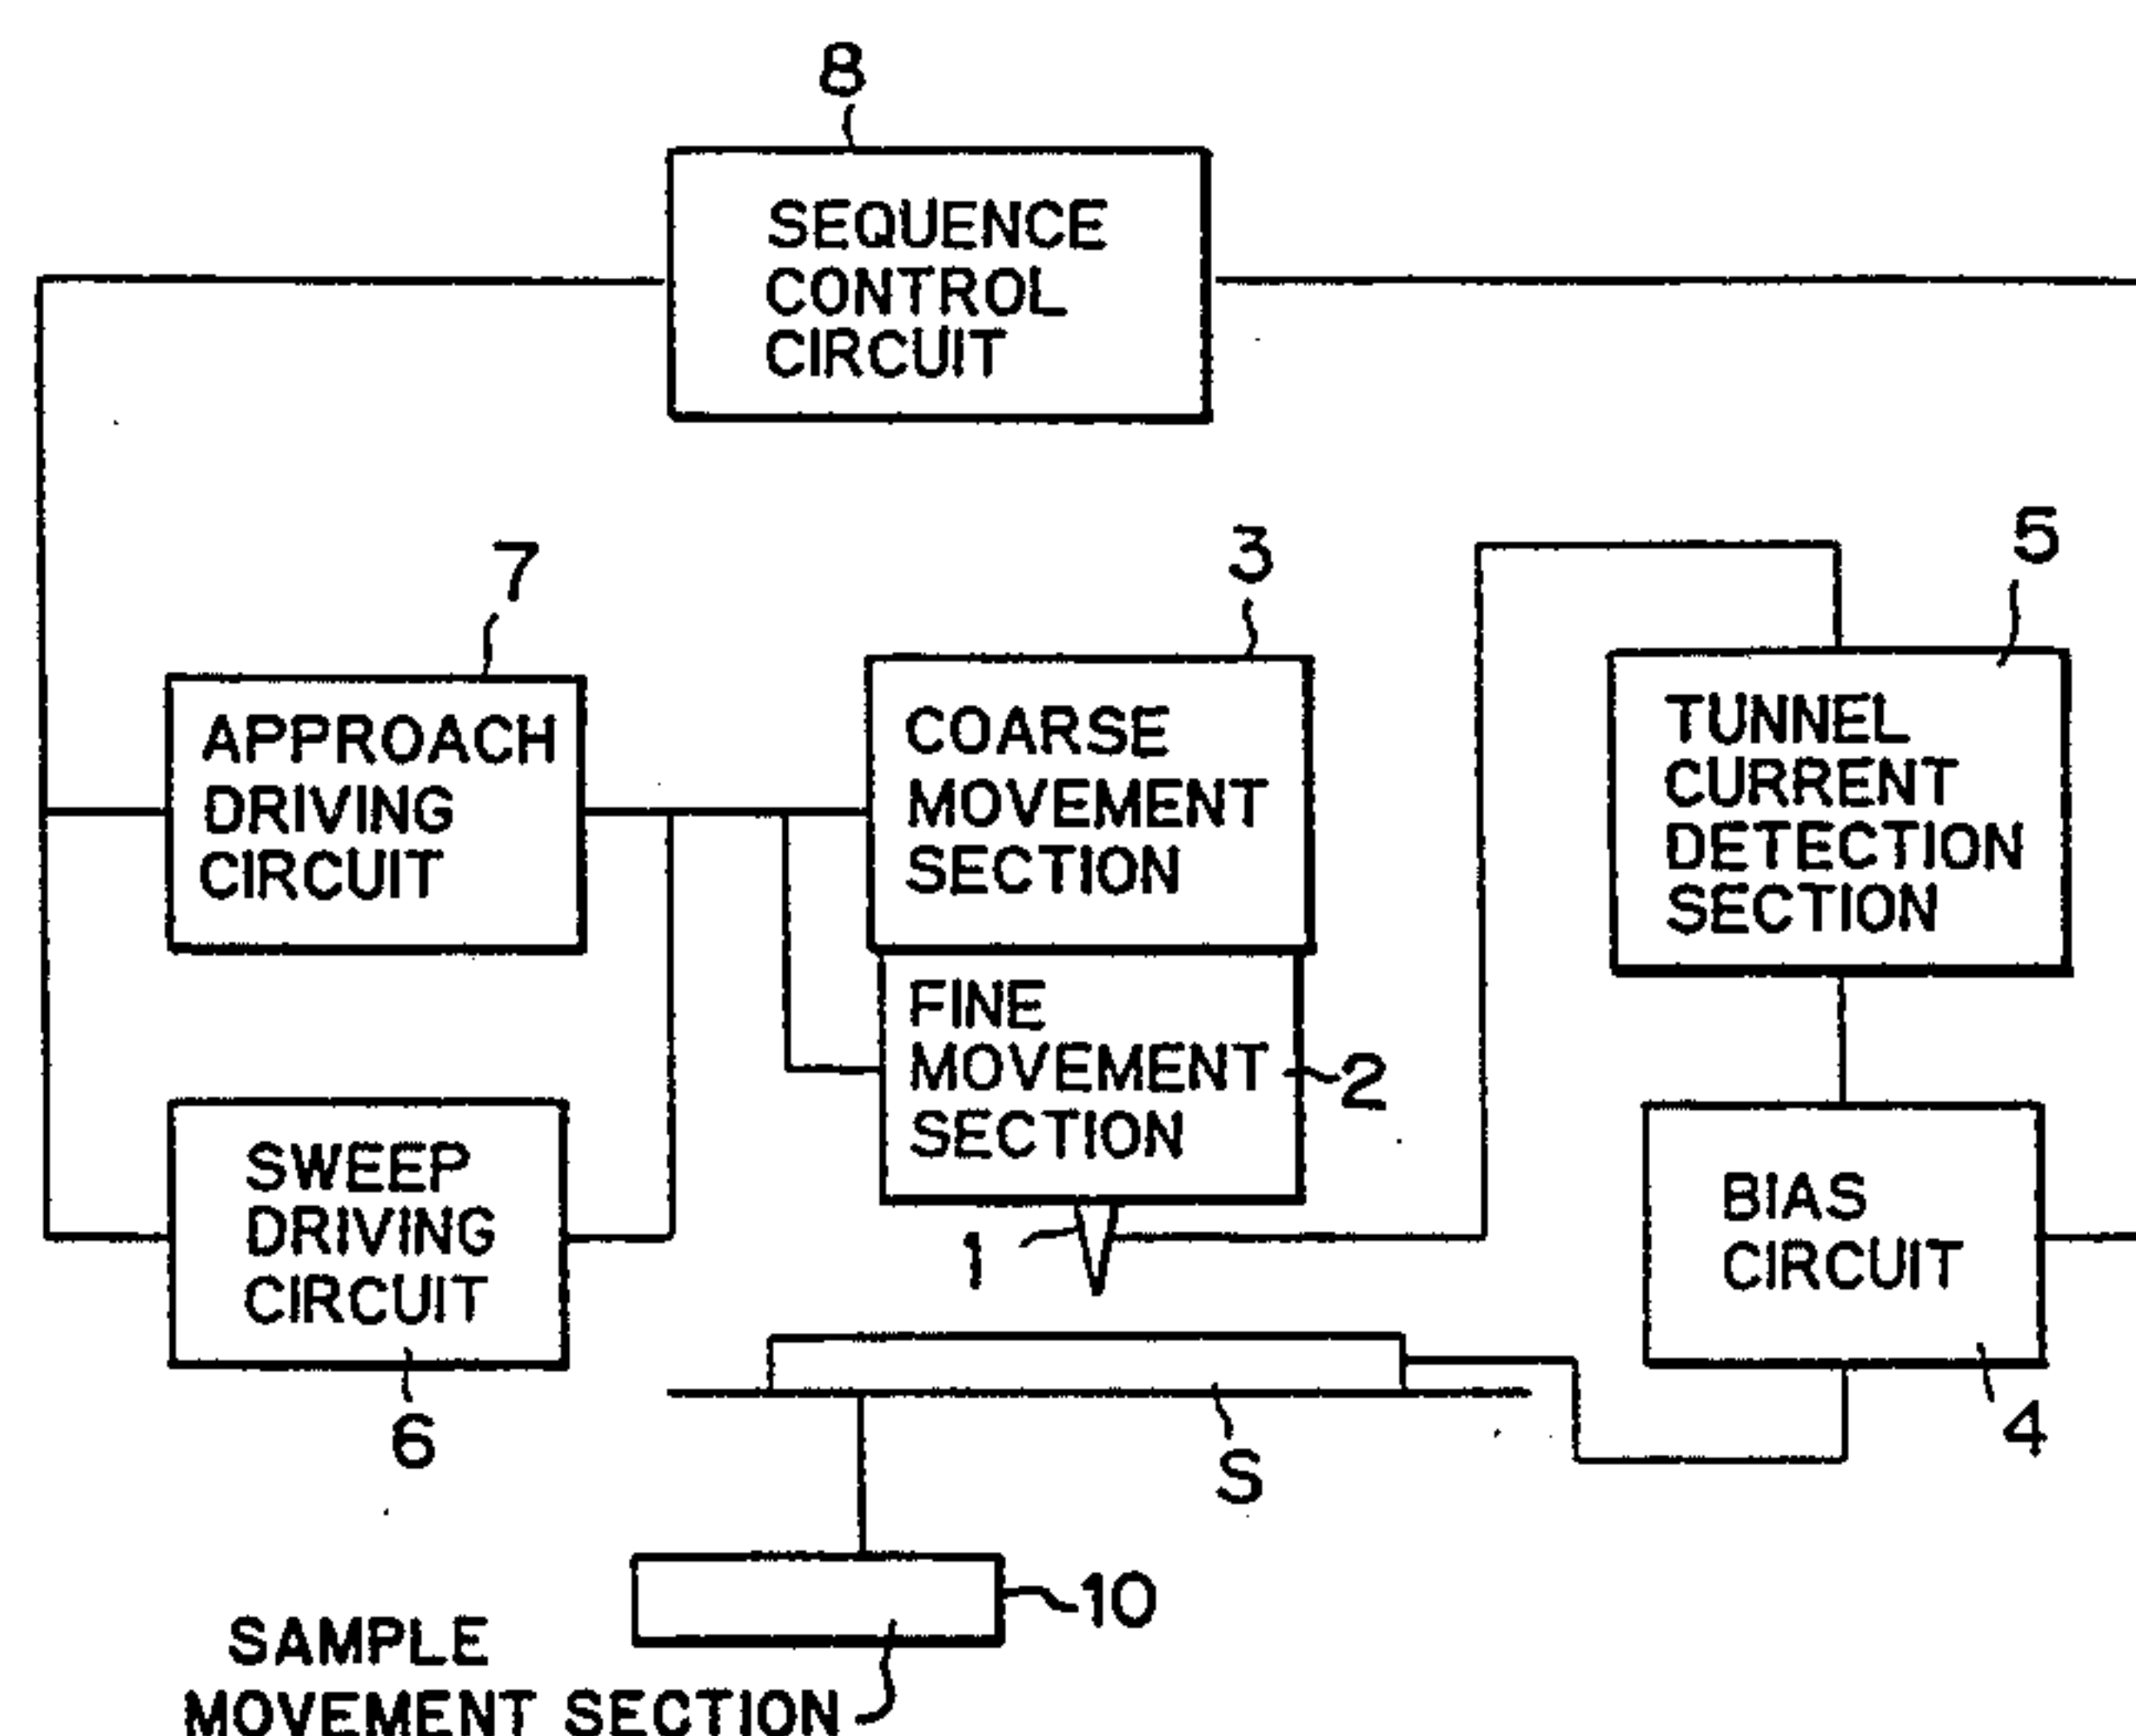 8
SEQUENCE
CONTROL
CIRCUIT
7
APPROACH
DRIVING
CIRCUIT
3
COARSE
MOVEMENT
SECTION
5
TUNNEL
CURRENT
DETECTION
SECTION
FINE
MOVEMENT
SECTION
2
SWEEP
DRIVING
CIRCUIT
6
1
BIAS
CIRCUIT
4
S
10
SAMPLE
MOVEMENT SECTION